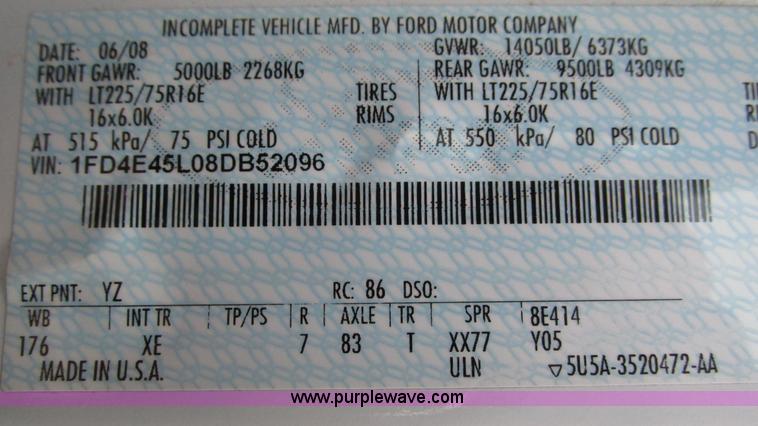 INCOMPLETE VEHICLE MFD. BY FORD MOTOR COMPANY
DATE: 06/08 GVWR: 14050LB/ 6373KG
FRONT GAWR: 5000LB 2268KG REAR GAWR: 9500LB 4309KG
WITH LT225/75R16E TIRES WITH LT225/75R16E
16x6.0K RIMS 16x6.0K
AT 515 kPa/ 75 PSI COLD AT 550 kPa/ 80 PSI COLD
VIN: 1FD4E45L08DB52096
EXT PNT: YZ RC: 86 DSO:
WB INT TR TP/PS R AXLE TR SPR 8E414
176 XE 7 83 T XX77 Y05
MADE IN U.S.A. ULN ▽5U5A-3520472-AA
www.purplewave.com